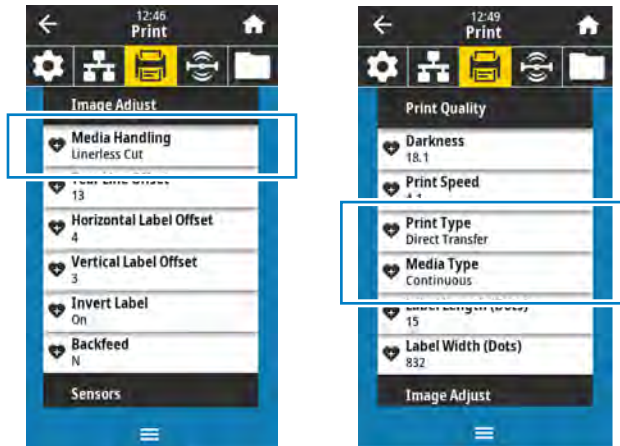 12:46
Print
Image Adjust
Media Handling
Linerless Cut
13
Horizontal Label Offset
4
Vertical Label Offset
3
Invert Label
On
Backfeed
N
Sensors
12:49
Print
Print Quality
Darkness
18.1
Print Speed
Print Type
Direct Transfer
Media Type
Continuous
15
Label Width (Dots)
832
Image Adjust